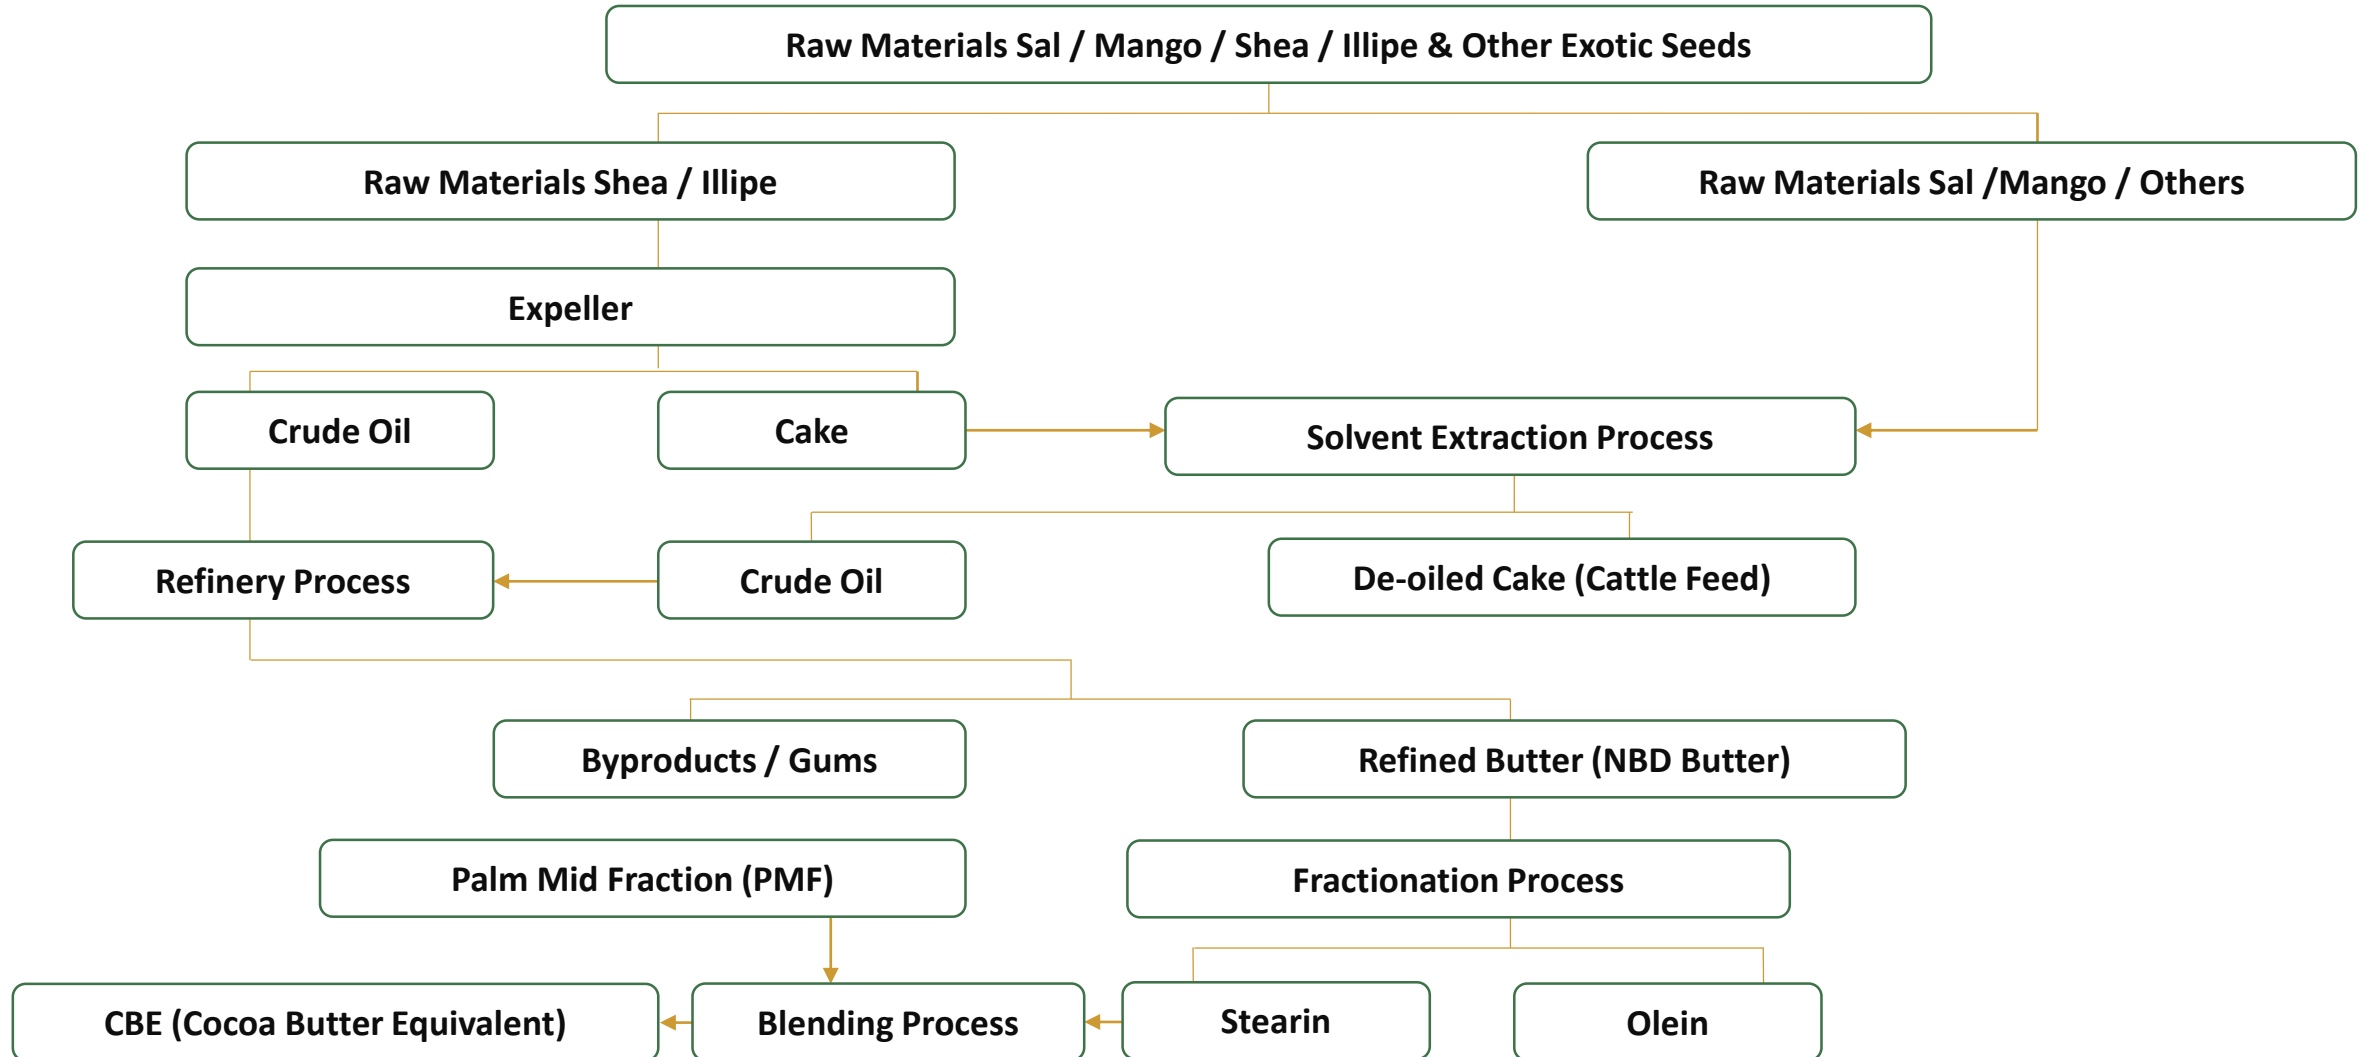 Raw Materials Sal / Mango / Shea / Illipe & Other Exotic Seeds
Raw Materials Shea / Illipe
Raw Materials Sal /Mango / Others
Expeller
Crude Oil
Cake
Solvent Extraction Process
Refinery Process
Crude Oil
De-oiled Cake (Cattle Feed)
Byproducts / Gums
Refined Butter (NBD Butter)
Palm Mid Fraction (PMF)
Fractionation Process
CBE (Cocoa Butter Equivalent)
Blending Process
Stearin
Olein